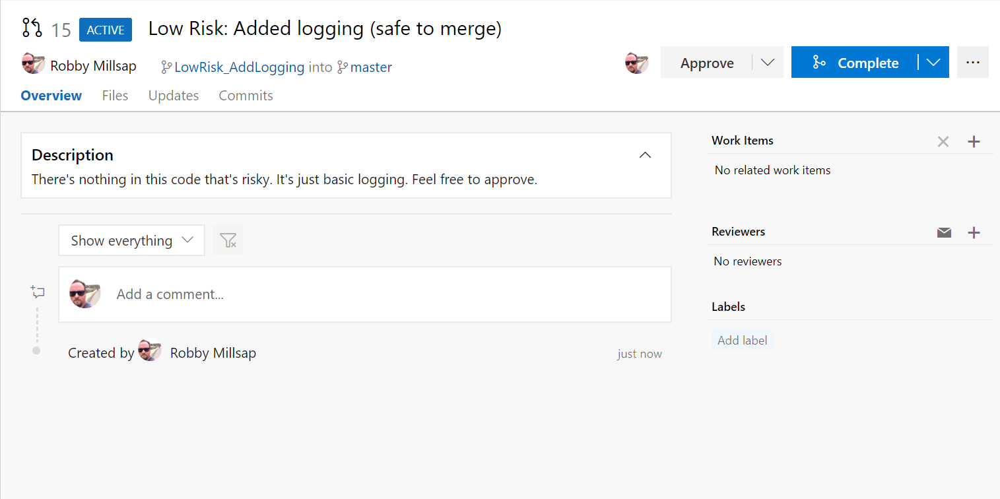 15 ACTIVE Low Risk: Added logging (safe to merge)
Robby Millsap LowRisk_AddLogging into master Approve Complete ...
Overview Files Updates Commits
Description
There's nothing in this code that's risky. It's just basic logging. Feel free to approve.
Show everything
Add a comment...
Created by Robby Millsap just now
Work Items
No related work items
Reviewers
No reviewers
Labels
Add label